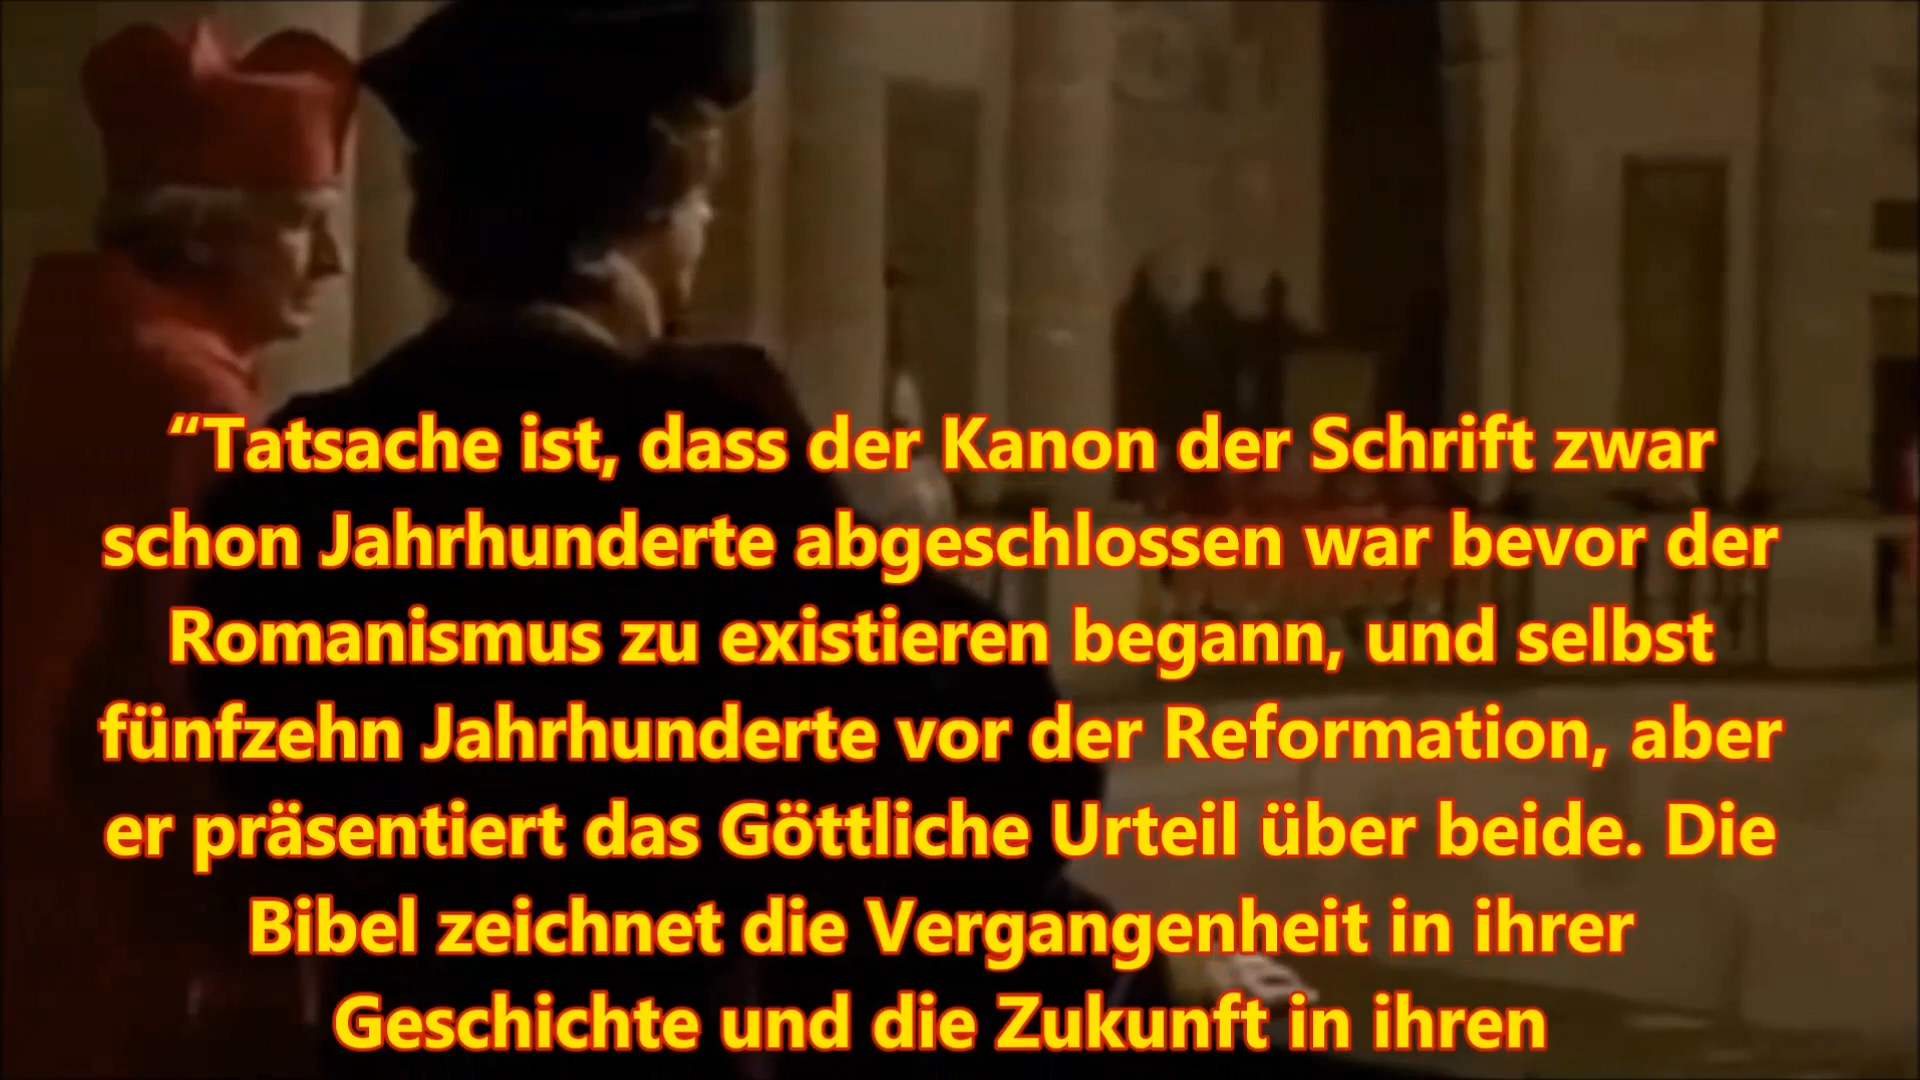 “Tatsache ist, dass der Kanon der Schrift zwar
schon Jahrhunderte abgeschlossen war bevor der
Romanismus zu existieren begann, und selbst
fünfzehn Jahrhunderte vor der Reformation, aber
er präsentiert das Göttliche Urteil über beide. Die
Bibel zeichnet die Vergangenheit in ihrer
Geschichte und die Zukunft in ihren